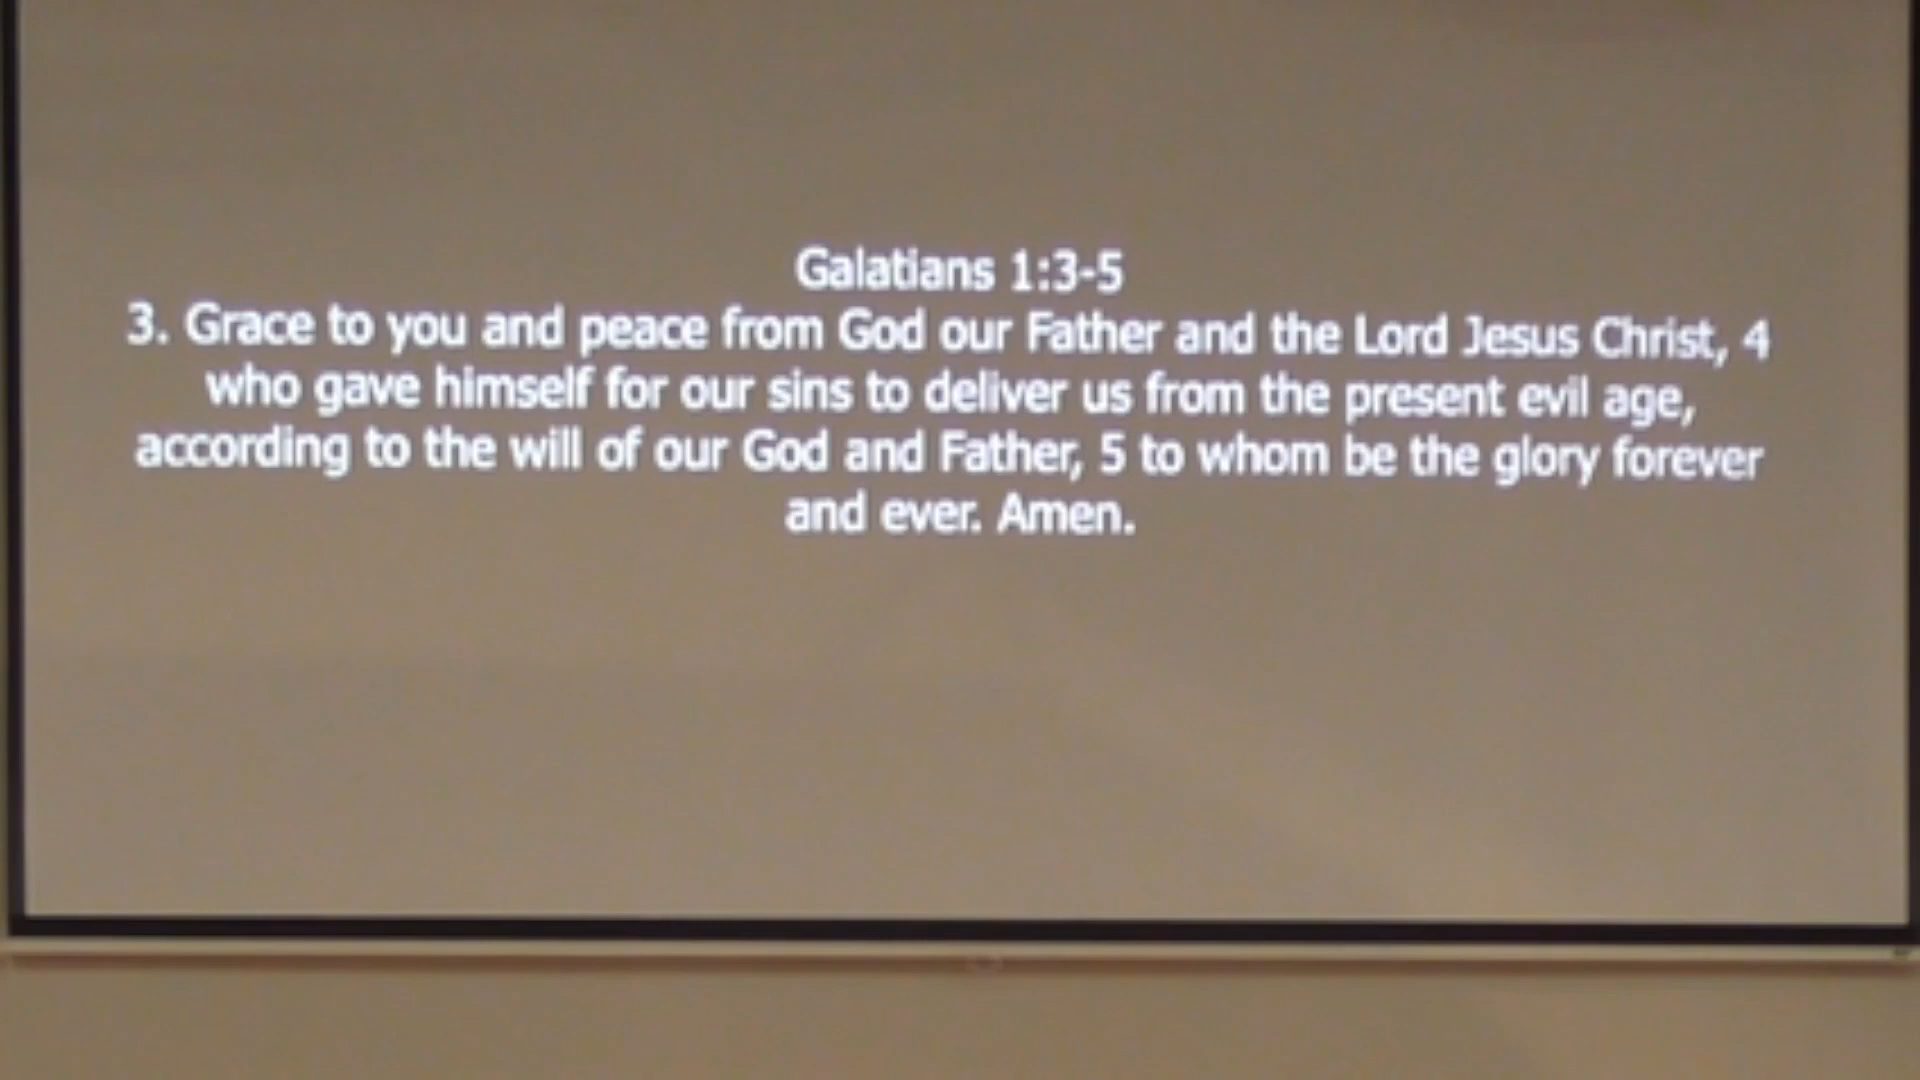 Galatians 1:3-5
3. Grace to you and peace from God our Father and the Lord Jesus Christ, 4
who gave himself for our sins to deliver us from the present evil age,
according to the will of our God and Father, 5 to whom be the glory forever
and ever. Amen.